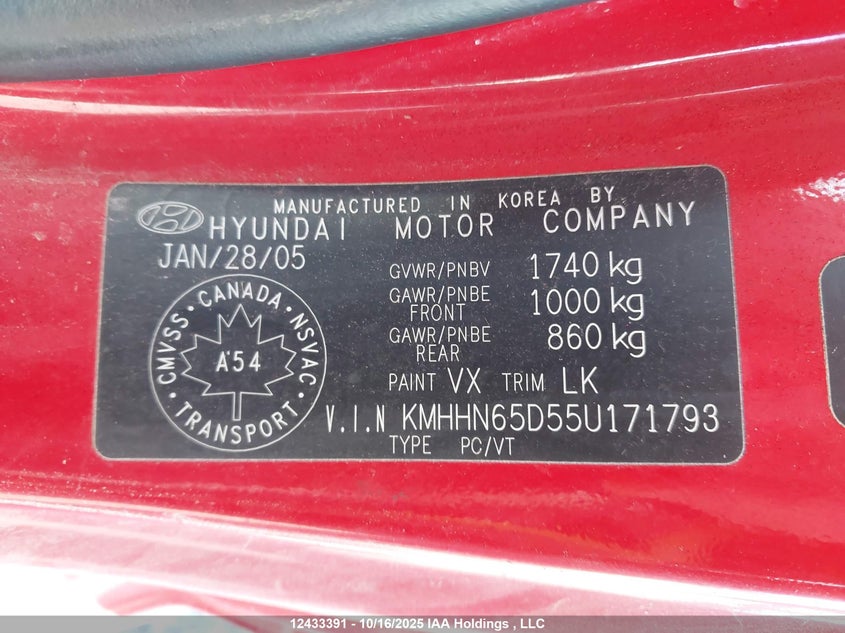 MANUFACTURED IN KOREA BY
HYUNDAI MOTOR COMPANY
JAN/28/05
GVWR/PNBV 1740 kg
GAWR/PNBE FRONT 1000 kg
GAWR/PNBE REAR 860 kg
PAINT VX TRIM LK
V.I.N KMHHN65D55U171793
TYPE PC/VT
CMVSS · CANADA · NSVAC · TRANSPORT ·
A54
12433391 - 10/16/2025 IAA Holdings , LLC